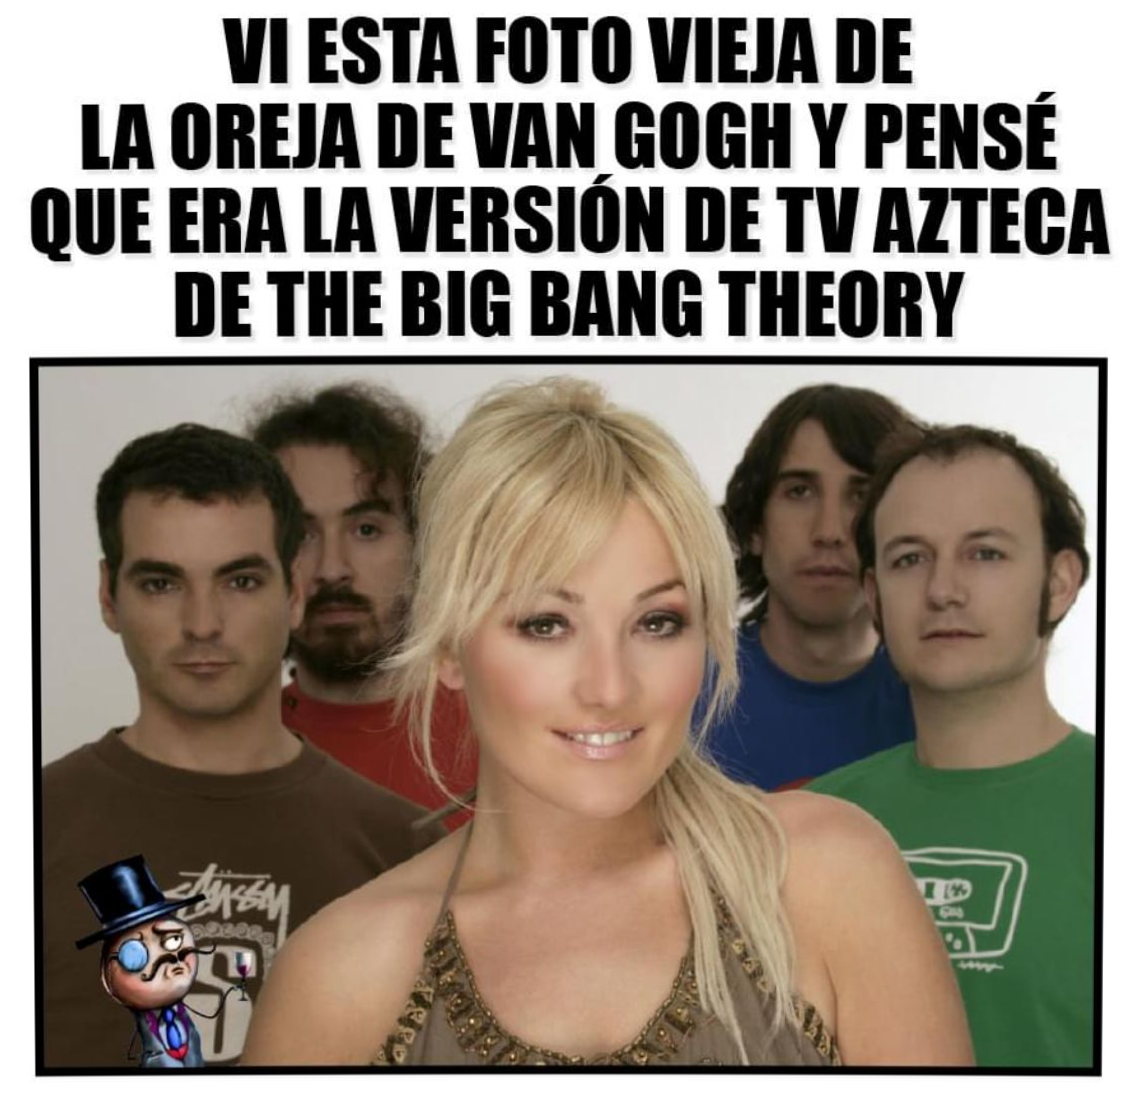 VI ESTA FOTO VIEJA DE
LA OREJA DE VAN GOGH Y PENSÉ
QUE ERA LA VERSIÓN DE TV AZTECA
DE THE BIG BANG THEORY
STÜSSY
S